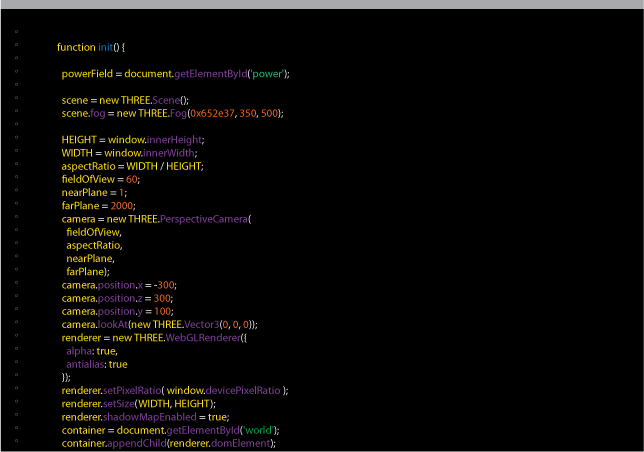 function init() {
powerField = document.getElementById('power');
scene = new THREE.Scene();
scene.fog = new THREE.Fog(0x652e37, 350, 500);
HEIGHT = window.innerHeight;
WIDTH = window.innerWidth;
aspectRatio = WIDTH / HEIGHT;
fieldOfView = 60;
nearPlane = 1;
farPlane = 2000;
camera = new THREE.PerspectiveCamera(
fieldOfView,
aspectRatio,
nearPlane,
farPlane);
camera.position.x = -300;
camera.position.z = 300;
camera.position.y = 100;
camera.lookAt(new THREE.Vector3(0, 0, 0));
renderer = new THREE.WebGLRenderer({
alpha: true,
antialias: true
});
renderer.setPixelRatio( window.devicePixelRatio );
renderer.setSize(WIDTH, HEIGHT);
renderer.shadowMapEnabled = true;
container = document.getElementById('world');
container.appendChild(renderer.domElement);